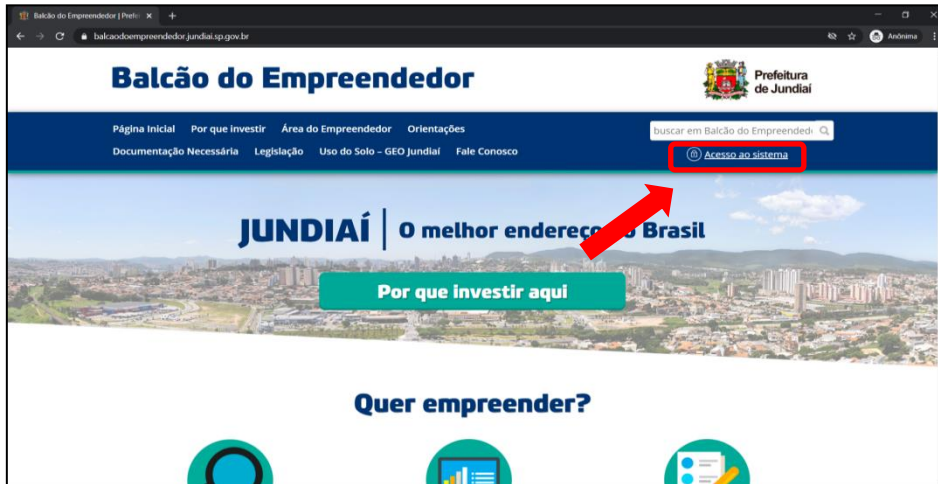 Balcão do Empreendedor | Prefei
balcaodoempreendedor.jundiai.sp.gov.br
Anônima
Balcão do Empreendedor
Prefeitura
de Jundiaí
Página Inicial Por que investir Área do Empreendedor Orientações
buscar em Balcão do Empreended
Documentação Necessária Legislação Uso do Solo – GEO Jundiaí Fale Conosco
Acesso ao sistema
JUNDIAÍ | O melhor endereço Brasil
Por que investir aqui
Quer empreender?